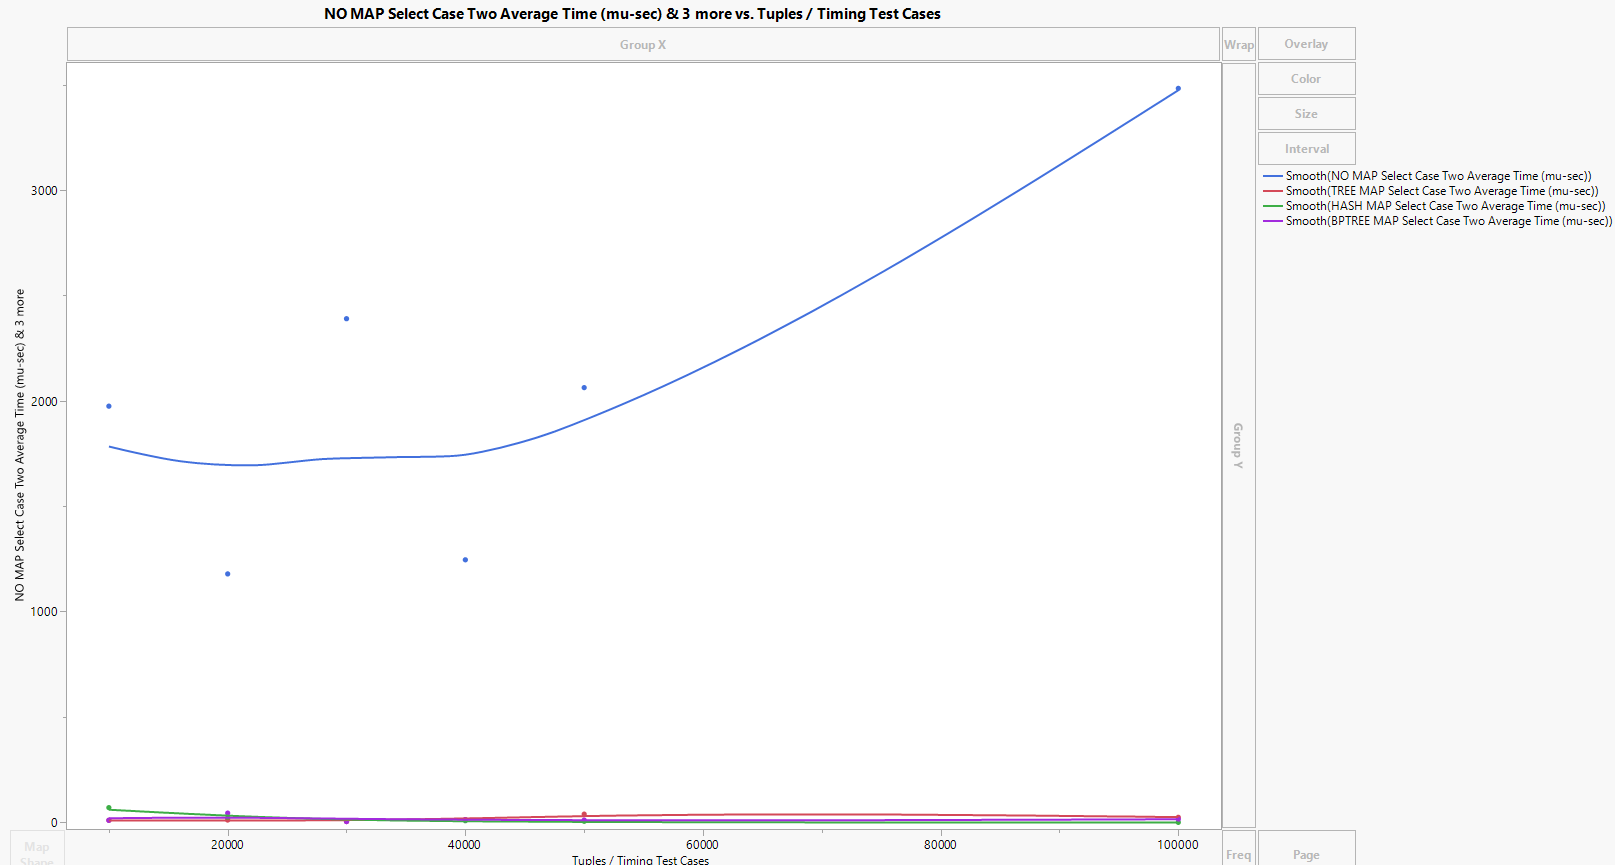 NO MAP Select Case Two Average Time (mu-sec) & 3 more vs. Tuples / Timing Test Cases
Group X
Wrap
Overlay
Color
Size
Interval
Smooth(NO MAP Select Case Two Average Time (mu-sec))
Smooth(TREE MAP Select Case Two Average Time (mu-sec))
Smooth(HASH MAP Select Case Two Average Time (mu-sec))
Smooth(BPTREE MAP Select Case Two Average Time (mu-sec))
NO MAP Select Case Two Average Time (mu-sec) & 3 more
3000
2000
1000
0
Group Y
20000
40000
60000
80000
100000
Tuples / Timing Test Cases
Map
Shape
Freq
Page